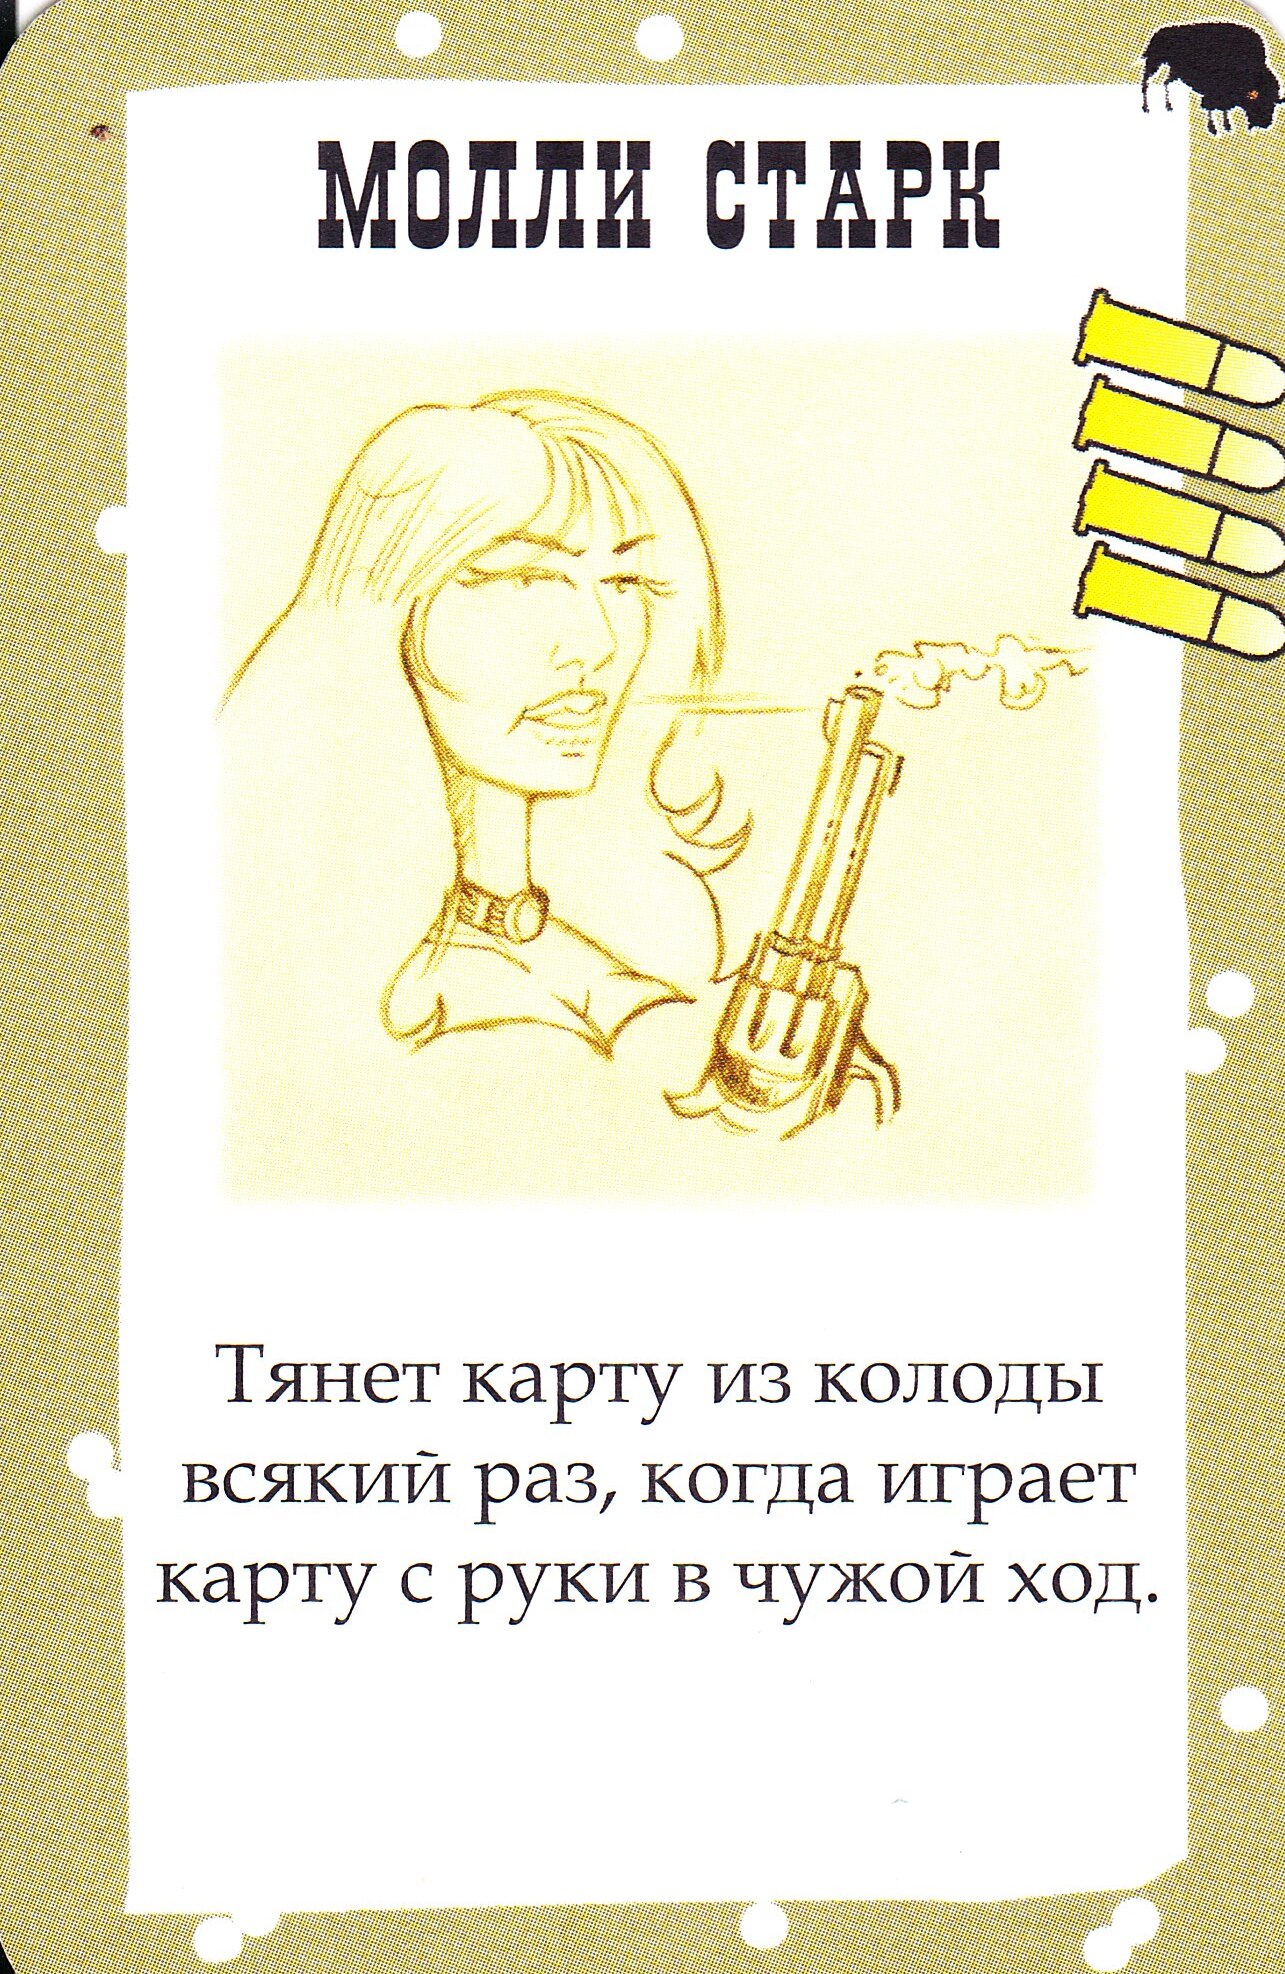 МОЛЛИ СТАРК
Тянет карту из колоды
всякий раз, когда играет
карту с руки в чужой ход.